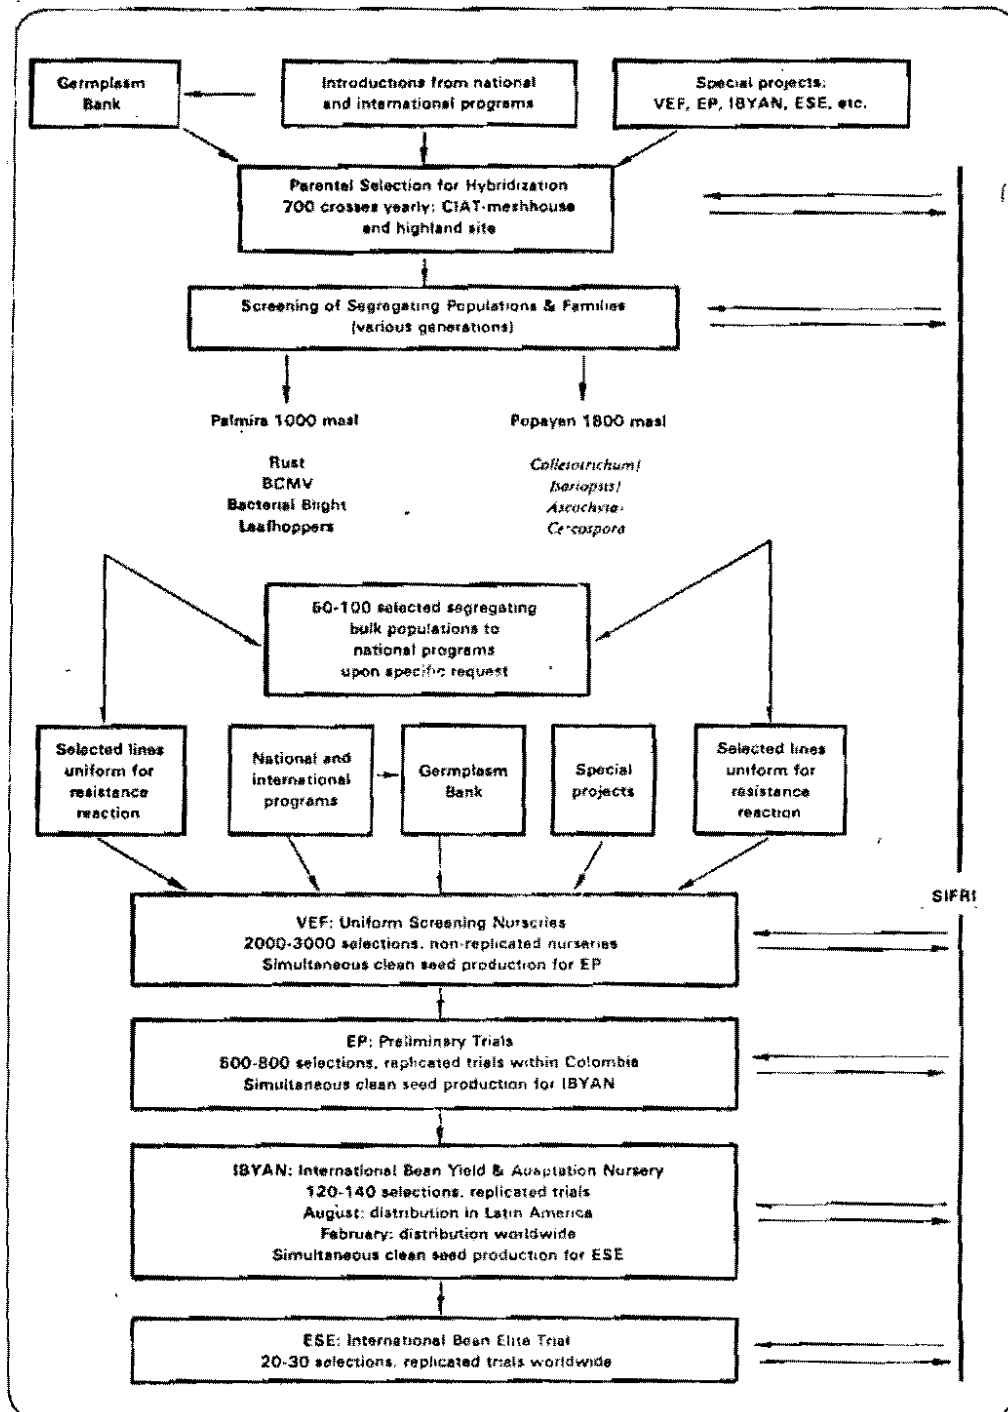 Germplasm
Bank
Introductions from national
and international programs
Special projects:
VEF, EP, IBYAN, ESE, etc.
Parental Selection for Hybridization
700 crosses yearly; CIAT-meshhouse
and highland site
Screening of Segregating Populations & Families
(various generations)
Palmira 1000 masl
Rust
BCMV
Bacterial Blight
Leafhoppers
Popayan 1800 masl
Colletotrichum/
Isariopsis/
Ascochyta-
Cercospora
50-100 selected segregating
bulk populations to
national programs
upon specific request
Selected lines
uniform for
resistance
reaction
National and
international
programs
Germplasm
Bank
Special
projects
Selected lines
uniform for
resistance
reaction
SIFRI
VEF: Uniform Screening Nurseries
2000-3000 selections, non-replicated nurseries
Simultaneous clean seed production for EP
EP: Preliminary Trials
600-800 selections, replicated trials within Colombia
Simultaneous clean seed production for IBYAN
IBYAN: International Bean Yield & Adaptation Nursery
120-140 selections, replicated trials
August: distribution in Latin America
February: distribution worldwide
Simultaneous clean seed production for ESE
ESE: International Bean Elite Trial
20-30 selections, replicated trials worldwide